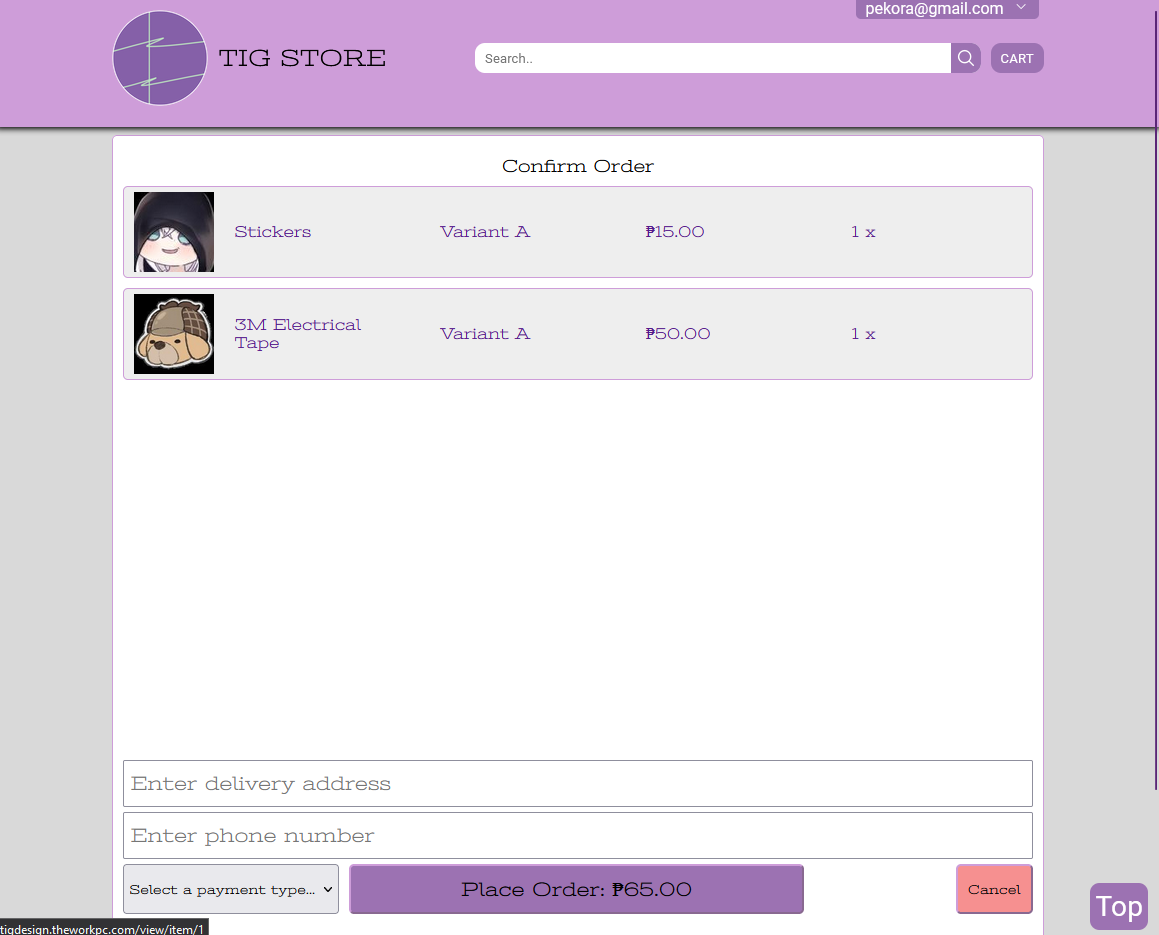 pekora@gmail.com
TIG STORE
Search..
CART
Confirm Order
Stickers
Variant A
₱15.00
1 x
3M Electrical
Tape
Variant A
₱50.00
1 x
Enter delivery address
Enter phone number
Select a payment type...
Place Order: ₱65.00
Cancel
Top
tigdesign.theworkpc.com/view/item/1